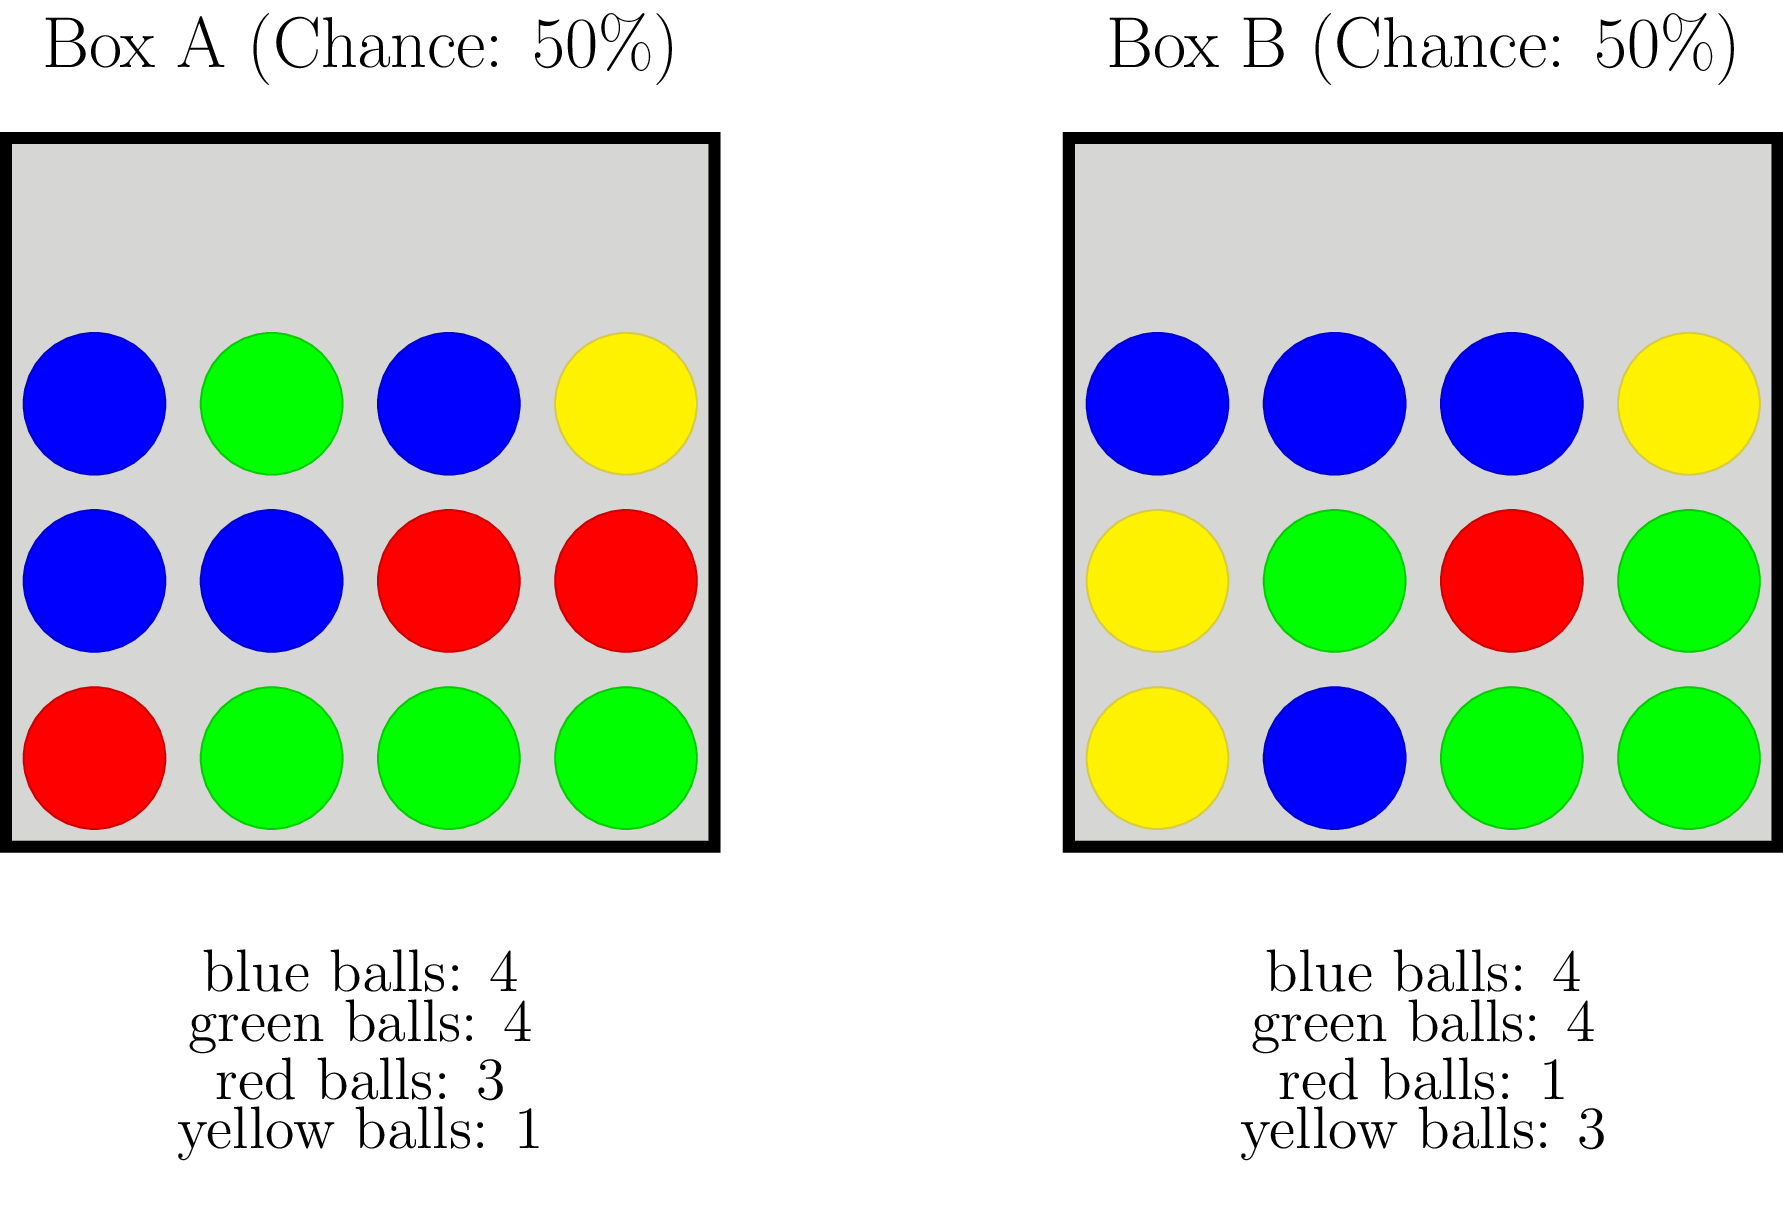 Box A (Chance: 50%)
blue balls: 4
green balls: 4
red balls: 3
yellow balls: 1
Box B (Chance: 50%)
blue balls: 4
green balls: 4
red balls: 1
yellow balls: 3